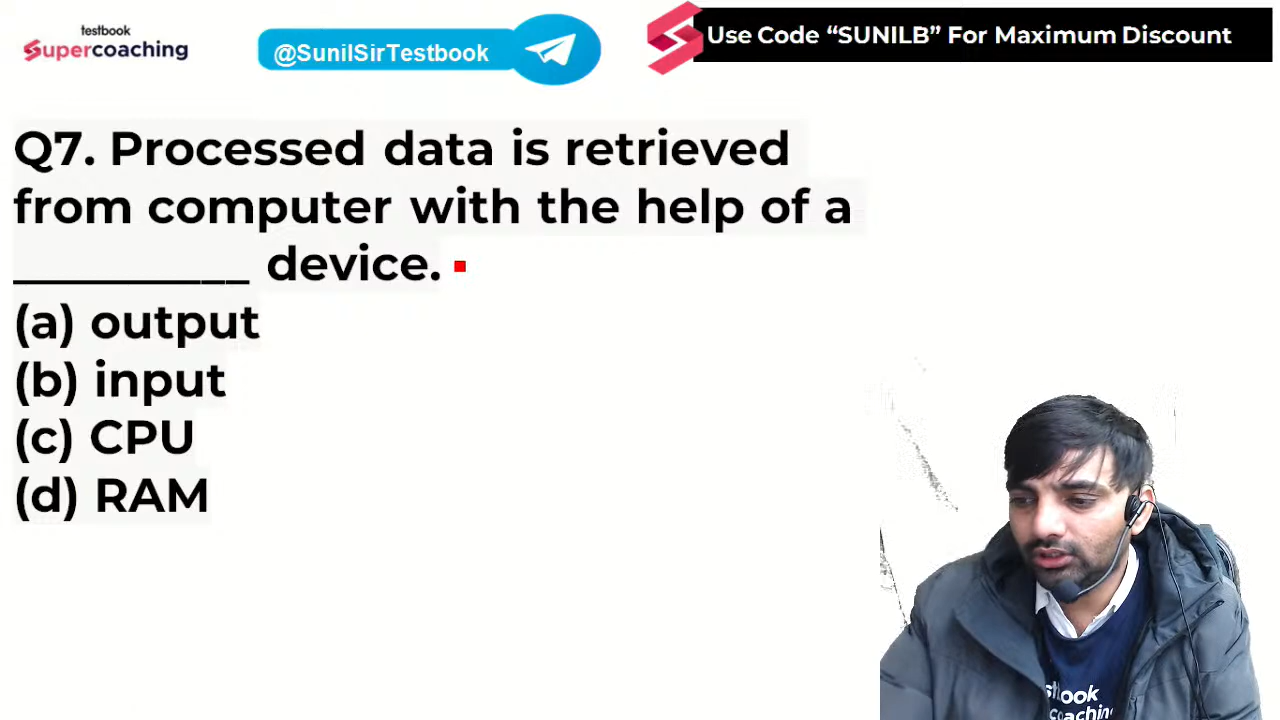 testbook
Supercoaching
@SunilSirTestbook
Use Code “SUNILB” For Maximum Discount
Q7. Processed data is retrieved
from computer with the help of a
__________ device.
(a) output
(b) input
(c) CPU
(d) RAM